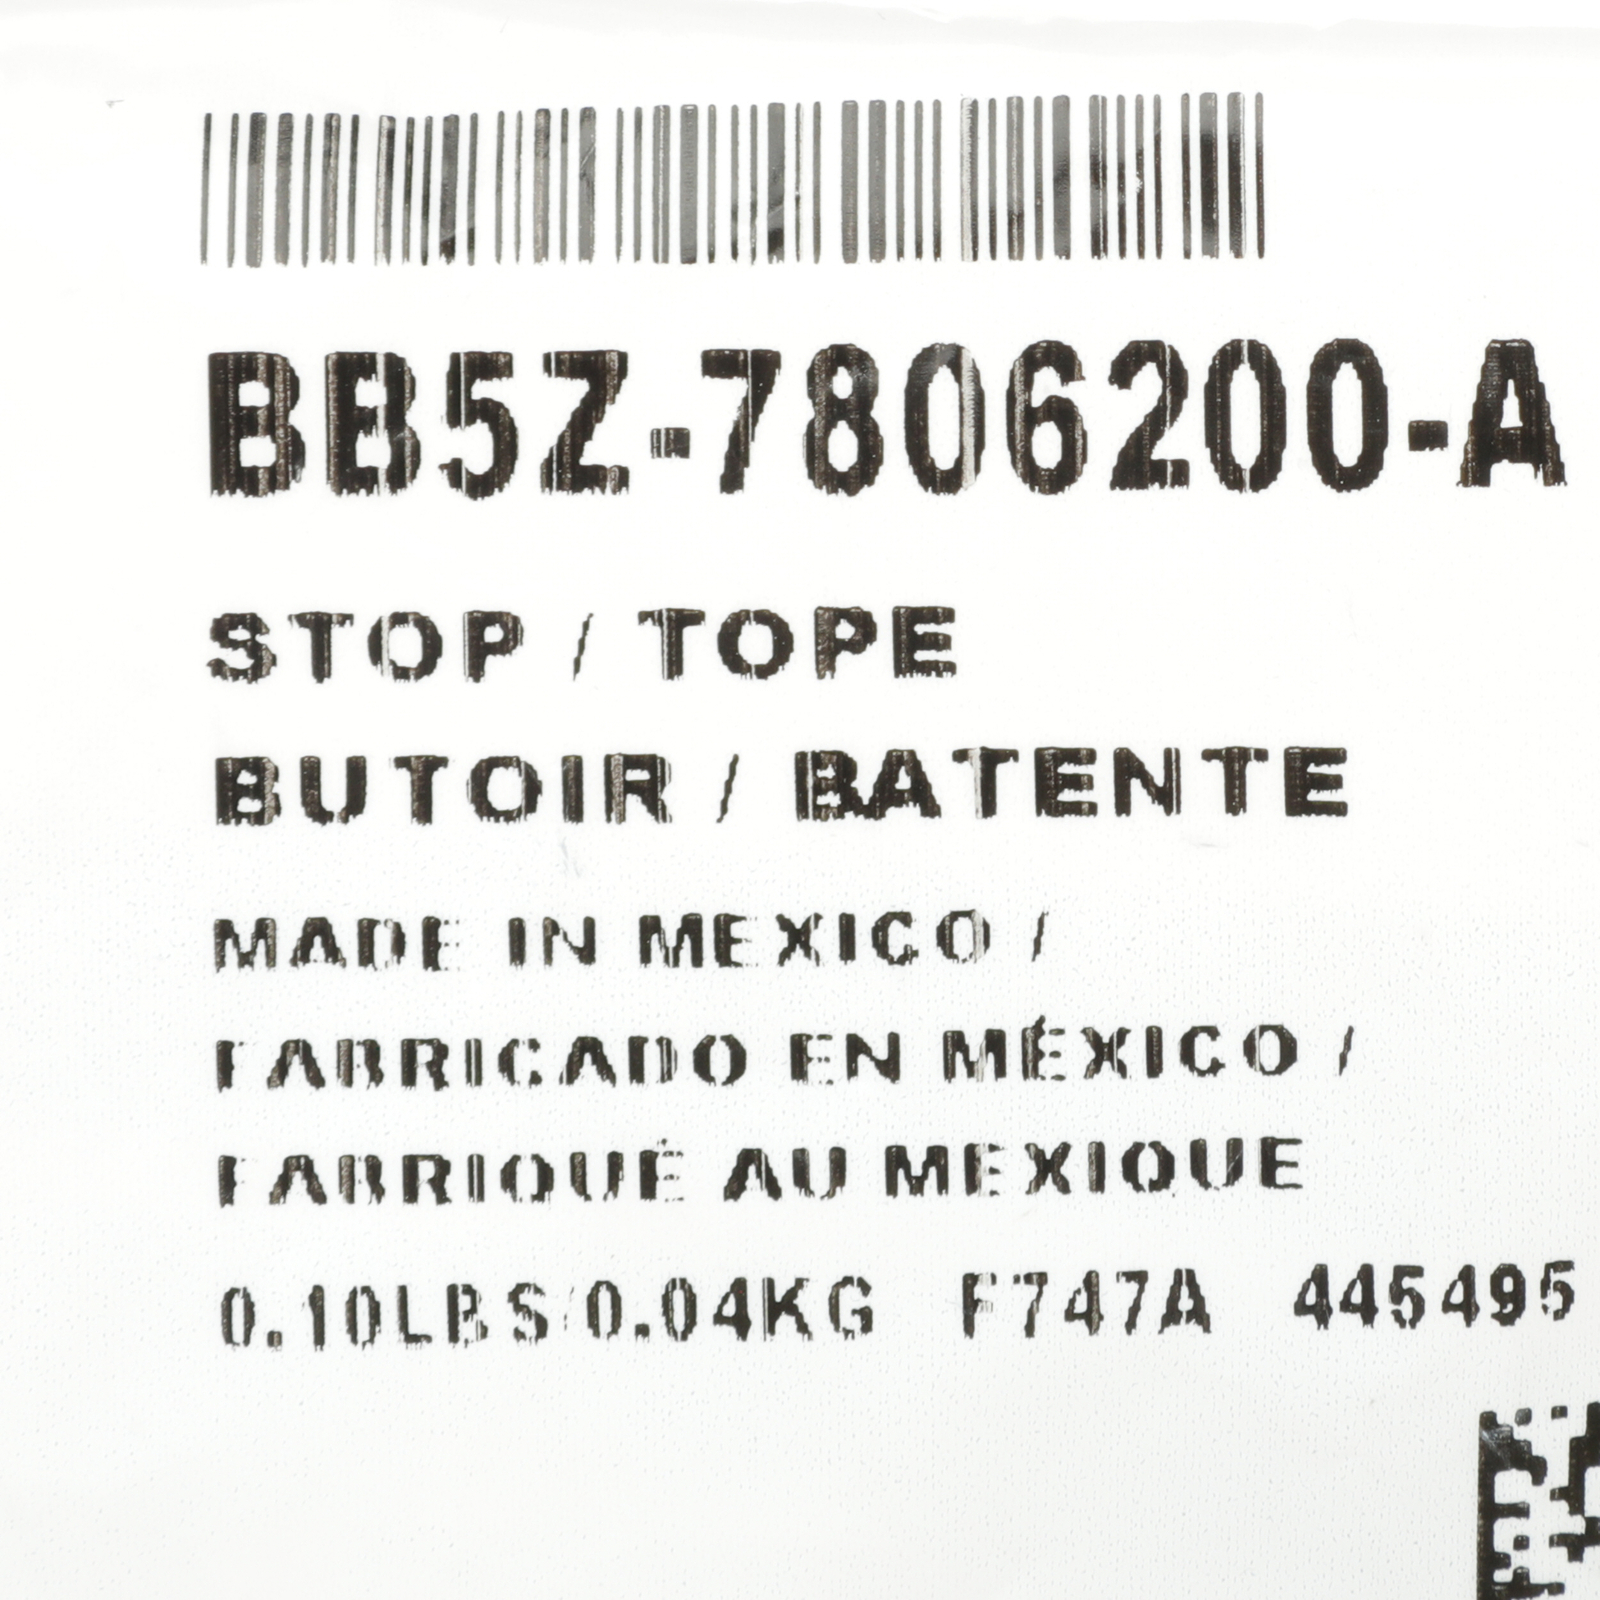 BB5Z-7806200-A
STOP / TOPE
BUTOIR / BATENTE
MADE IN MEXICO /
FABRICADO EN MÉXICO /
FABRIQUÉ AU MEXIQUE
0.10LBS/0.04KG F747A 445495